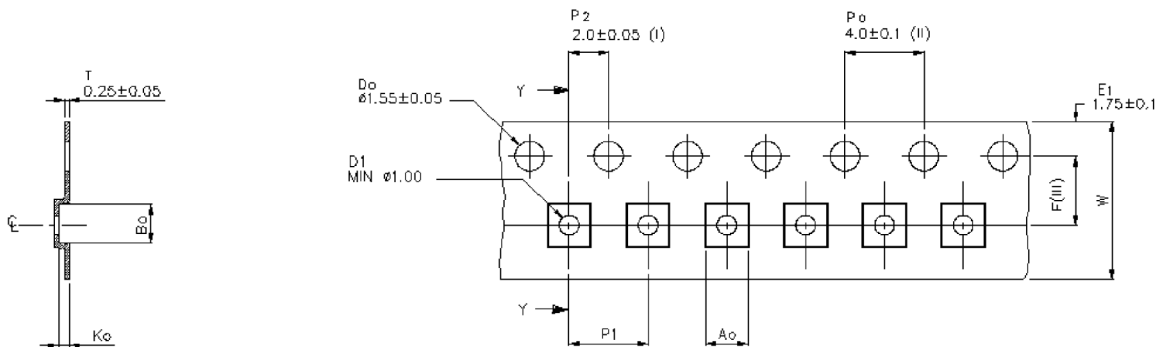 T
0.25±0.05
℄
Bo
Ko
P2
2.0±0.05 (I)
Po
4.0±0.1 (II)
Do
ø1.55±0.05
Y
E1
1.75±0.1
D1
MIN ø1.00
F(III)
W
Y
P1
Ao